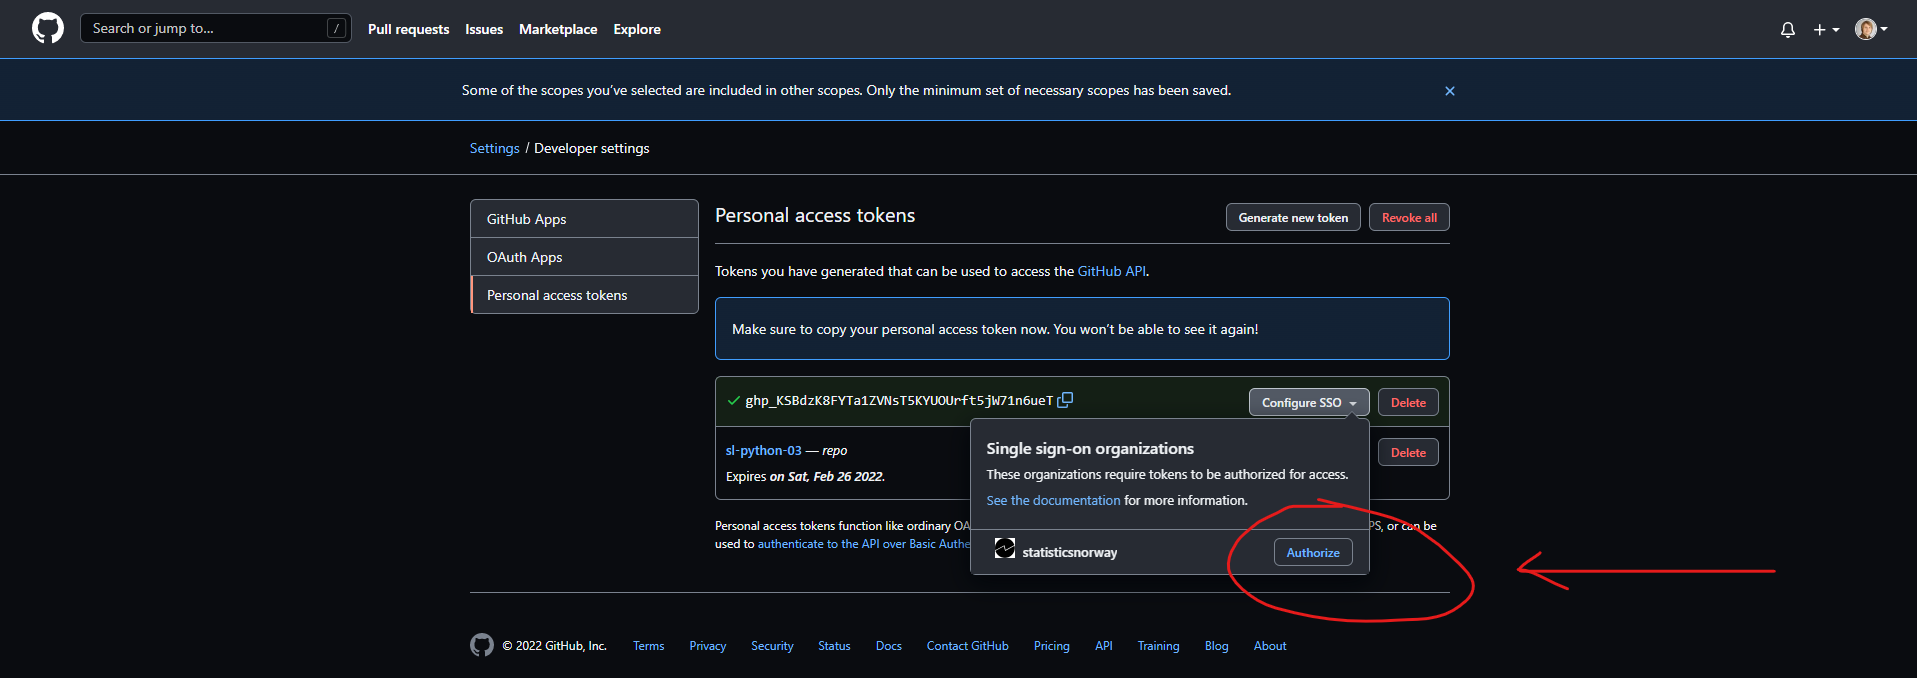 Search or jump to... /
Pull requests Issues Marketplace Explore
Some of the scopes you’ve selected are included in other scopes. Only the minimum set of necessary scopes has been saved.
Settings / Developer settings
GitHub Apps
OAuth Apps
Personal access tokens
Personal access tokens
Generate new token Revoke all
Tokens you have generated that can be used to access the GitHub API.
Make sure to copy your personal access token now. You won’t be able to see it again!
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 Configure SSO Delete
sl-python-03 — repo Delete
Expires on Sat, Feb 26 2022.
Single sign-on organizations
These organizations require tokens to be authorized for access.
See the documentation for more information.
statisticsnorway Authorize
Personal access tokens function like ordinary OA PS, or can be
used to authenticate to the API over Basic Authe
© 2022 GitHub, Inc. Terms Privacy Security Status Docs Contact GitHub Pricing API Training Blog About